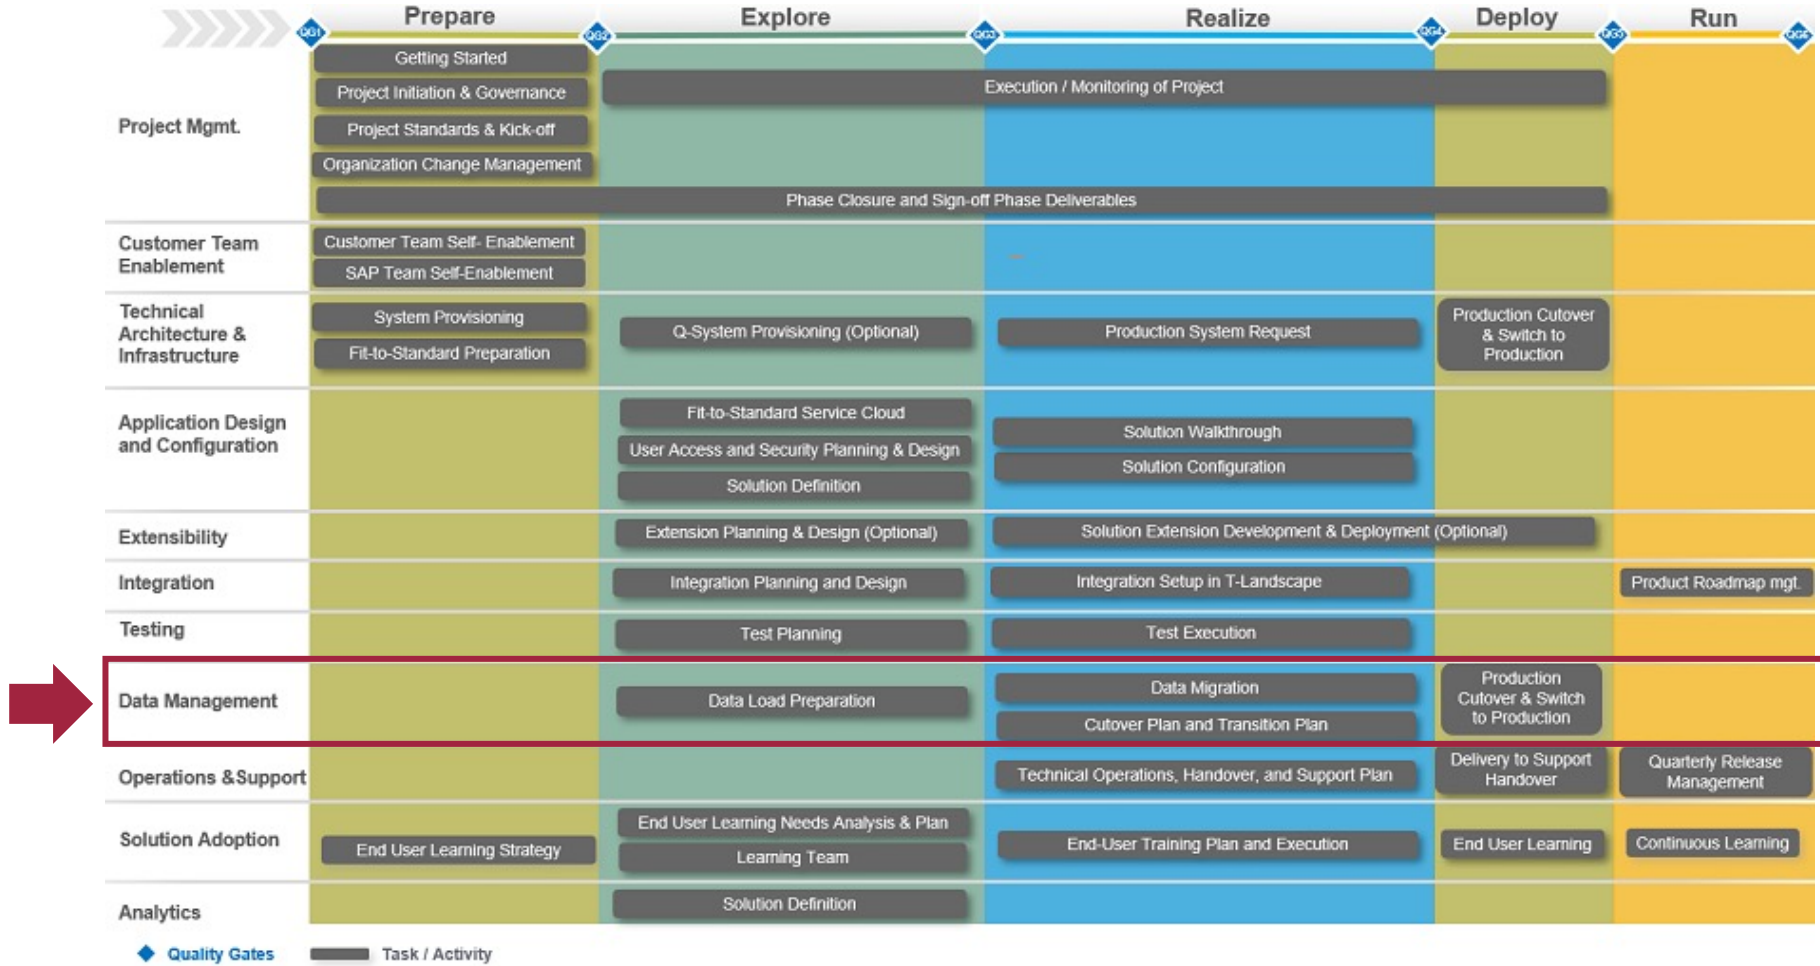 Prepare
Explore
Realize
Deploy
Run
QG1
QG2
QG3
QG4
QG5
QG6
Project Mgmt.
Getting Started
Project Initiation & Governance
Project Standards & Kick-off
Organization Change Management
Execution / Monitoring of Project
Phase Closure and Sign-off Phase Deliverables
Customer Team
Enablement
Customer Team Self- Enablement
SAP Team Self-Enablement
Technical
Architecture &
Infrastructure
System Provisioning
Fit-to-Standard Preparation
Q-System Provisioning (Optional)
Production System Request
Production Cutover
& Switch to
Production
Application Design
and Configuration
Fit-to-Standard Service Cloud
User Access and Security Planning & Design
Solution Definition
Solution Walkthrough
Solution Configuration
Extensibility
Extension Planning & Design (Optional)
Solution Extension Development & Deployment (Optional)
Integration
Integration Planning and Design
Integration Setup in T-Landscape
Product Roadmap mgt.
Testing
Test Planning
Test Execution
Data Management
Data Load Preparation
Data Migration
Cutover Plan and Transition Plan
Production
Cutover & Switch
to Production
Operations &Support
Technical Operations, Handover, and Support Plan
Delivery to Support
Handover
Quarterly Release
Management
Solution Adoption
End User Learning Strategy
End User Learning Needs Analysis & Plan
Learning Team
End-User Training Plan and Execution
End User Learning
Continuous Learning
Analytics
Solution Definition
Quality Gates
Task / Activity